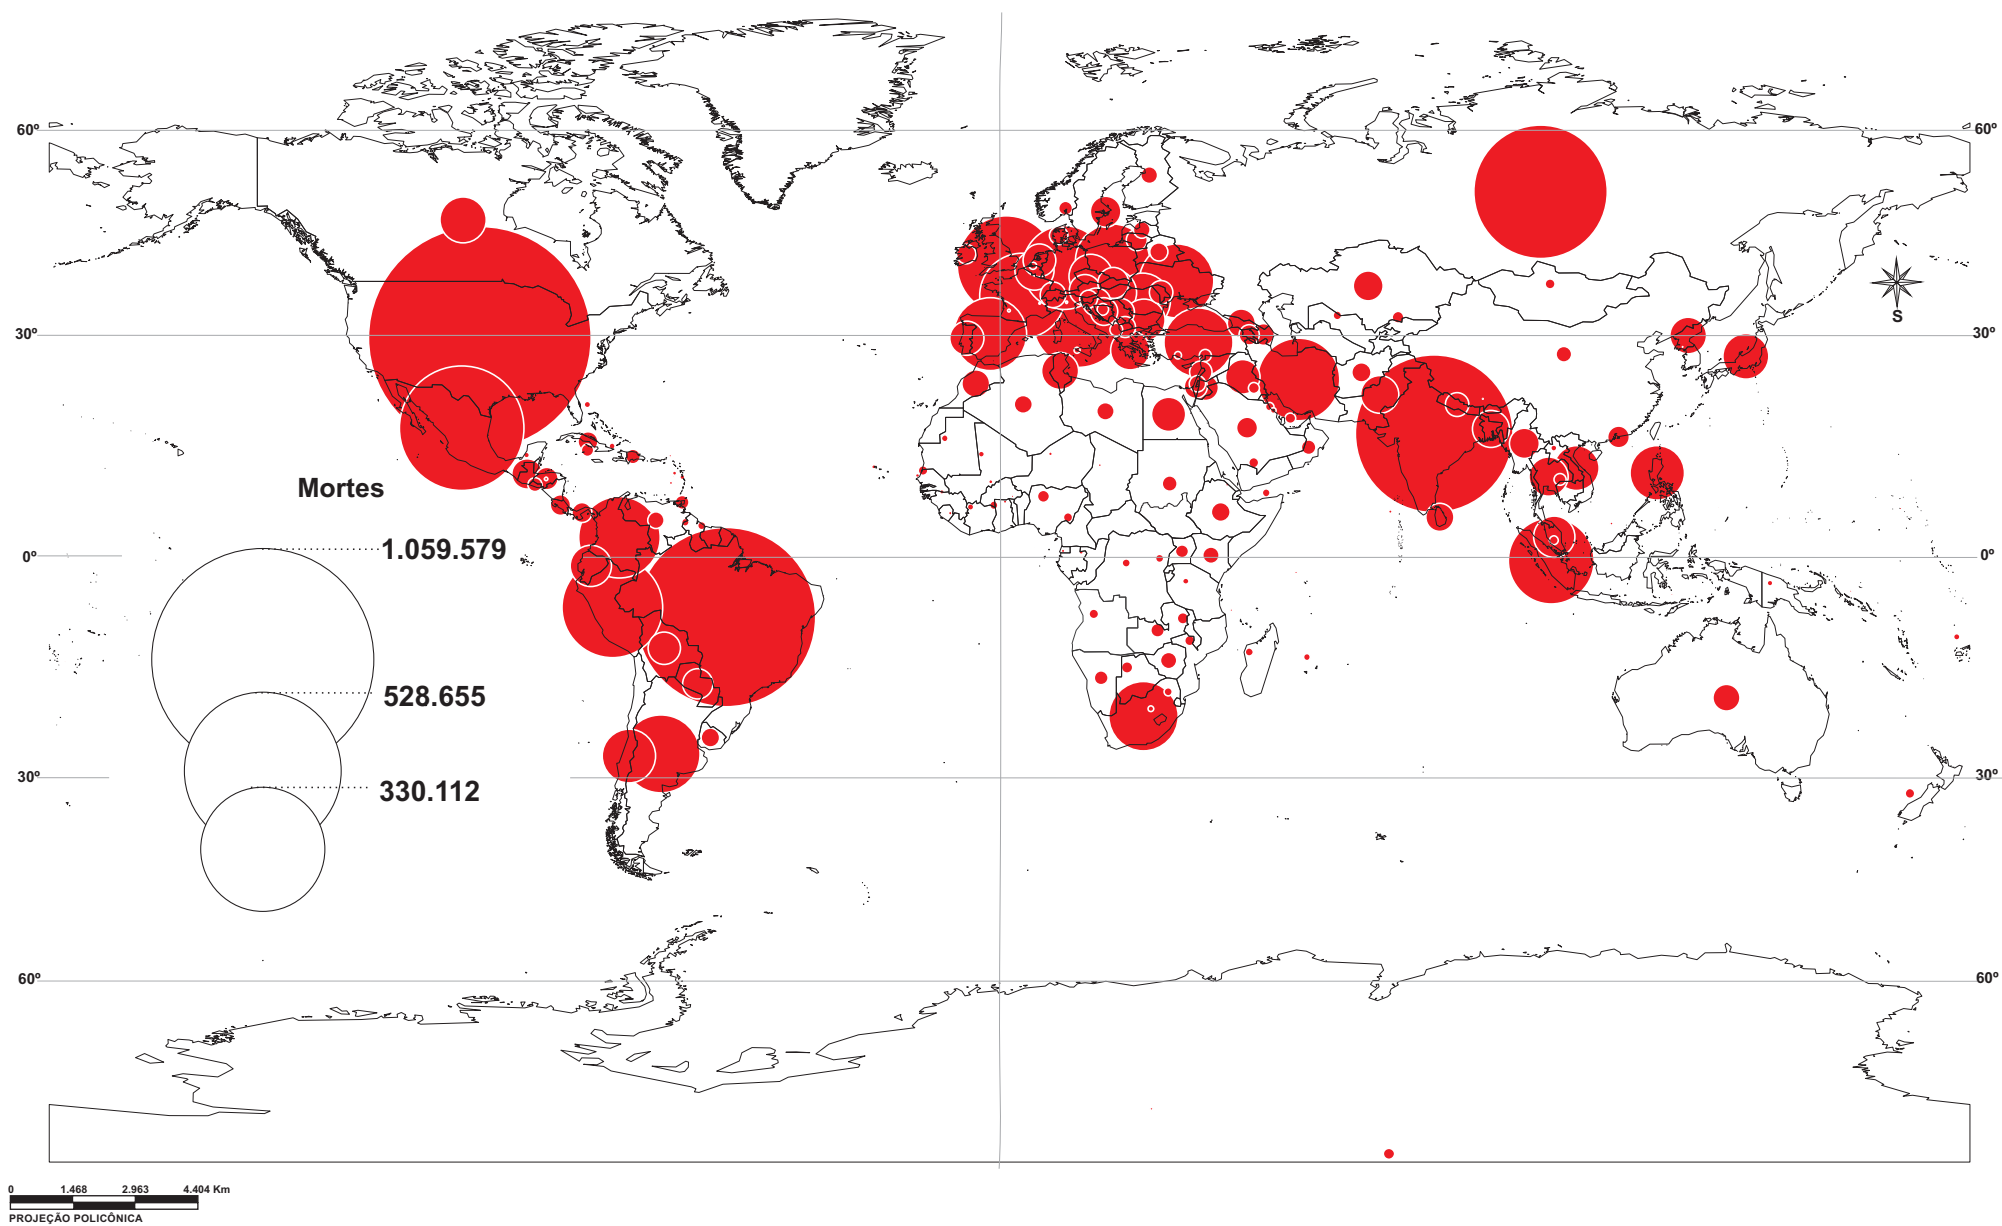 60º
60º
S
30º
30º
Mortes
1.059.579
0º
0º
528.655
30º
30º
330.112
60º
60º
0 1.468 2.963 4.404 Km
PROJEÇÃO POLICÔNICA